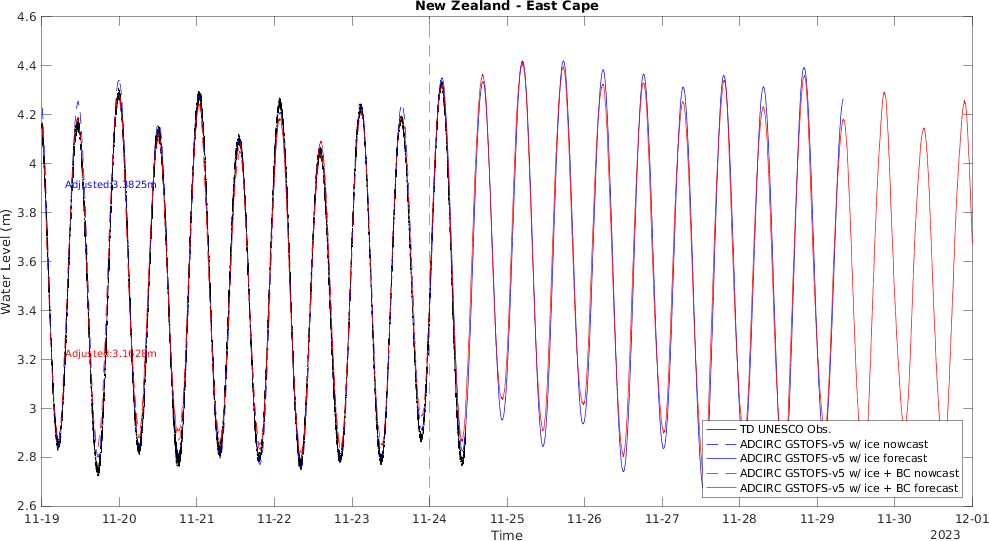 New Zealand - East Cape
4.6
4.4
4.2
4
3.8
3.6
3.4
3.2
3
2.8
2.6
Water Level (m)
Adjusted:3.3825m
Adjusted:3.1628m
TD UNESCO Obs.
ADCIRC GSTOFS-v5 w/ ice nowcast
ADCIRC GSTOFS-v5 w/ ice forecast
ADCIRC GSTOFS-v5 w/ ice + BC nowcast
ADCIRC GSTOFS-v5 w/ ice + BC forecast
11-19 11-20 11-21 11-22 11-23 11-24 11-25 11-26 11-27 11-28 11-29 11-30 12-01
Time
2023